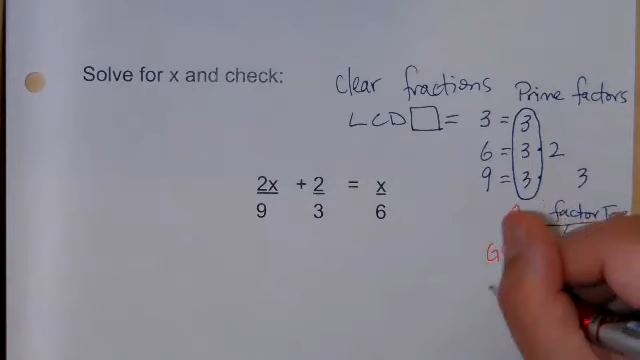 Solve for x and check:
clear fractions
Prime factors
LCD = 3 = 3
6 = 3 · 2
9 = 3 · 3
2x + 2 = x
9 3 6
factor
G